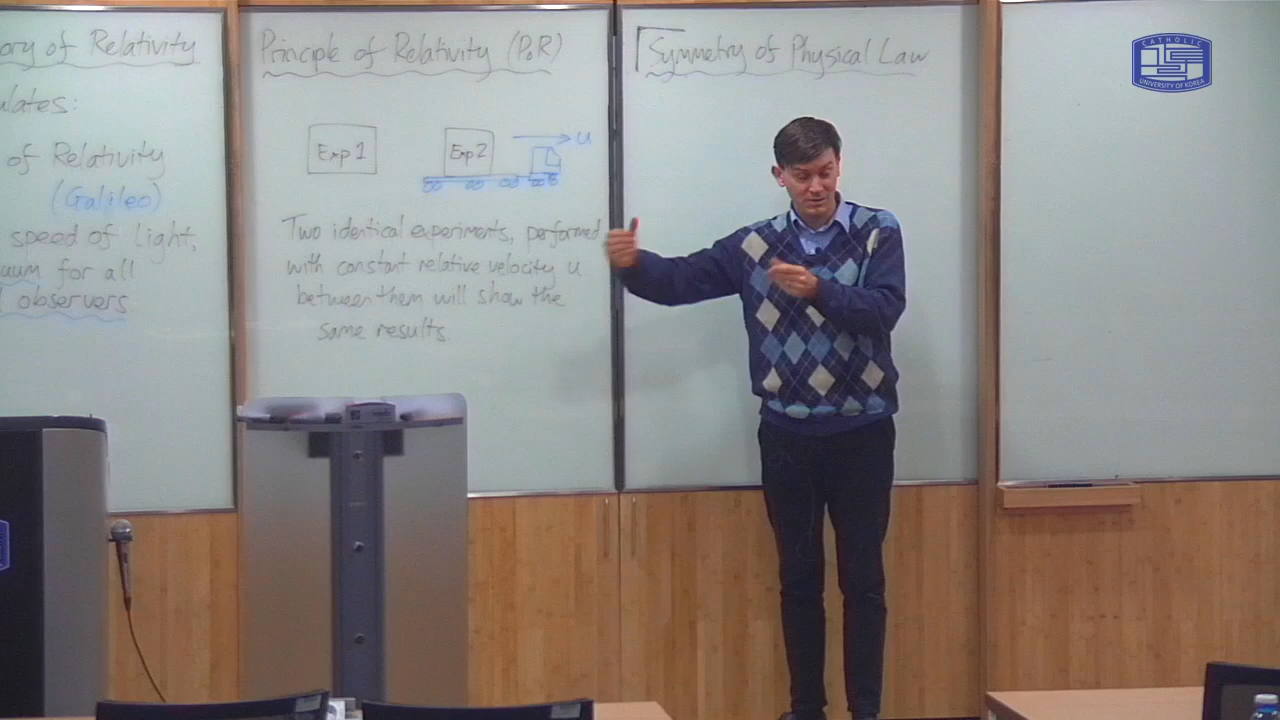 ory of Relativity
ulates:
of Relativity
(Galileo)
speed of light,
uum for all
l observers
Principle of Relativity (PoR)
Exp 1
Exp 2
u
Two identical experiments, performed
with constant relative velocity u
between them will show the
same results.
Symmetry of Physical Law
CATHOLIC
UNIVERSITY OF KOREA